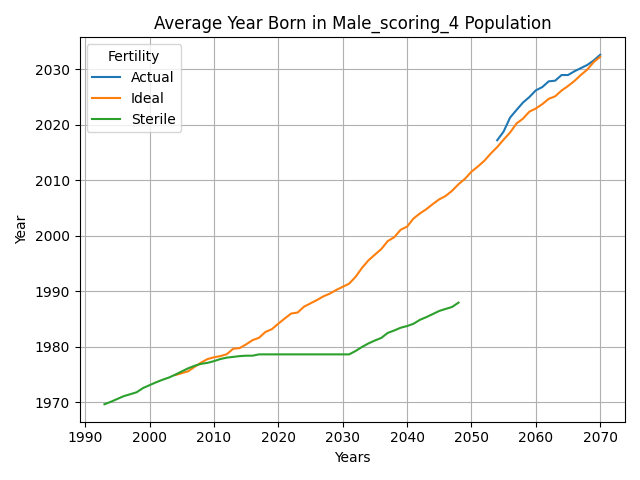 Average Year Born in Male_scoring_4 Population
Fertility
Actual
Ideal
Sterile
Year
2030
2020
2010
2000
1990
1980
1970
1990 2000 2010 2020 2030 2040 2050 2060 2070
Years